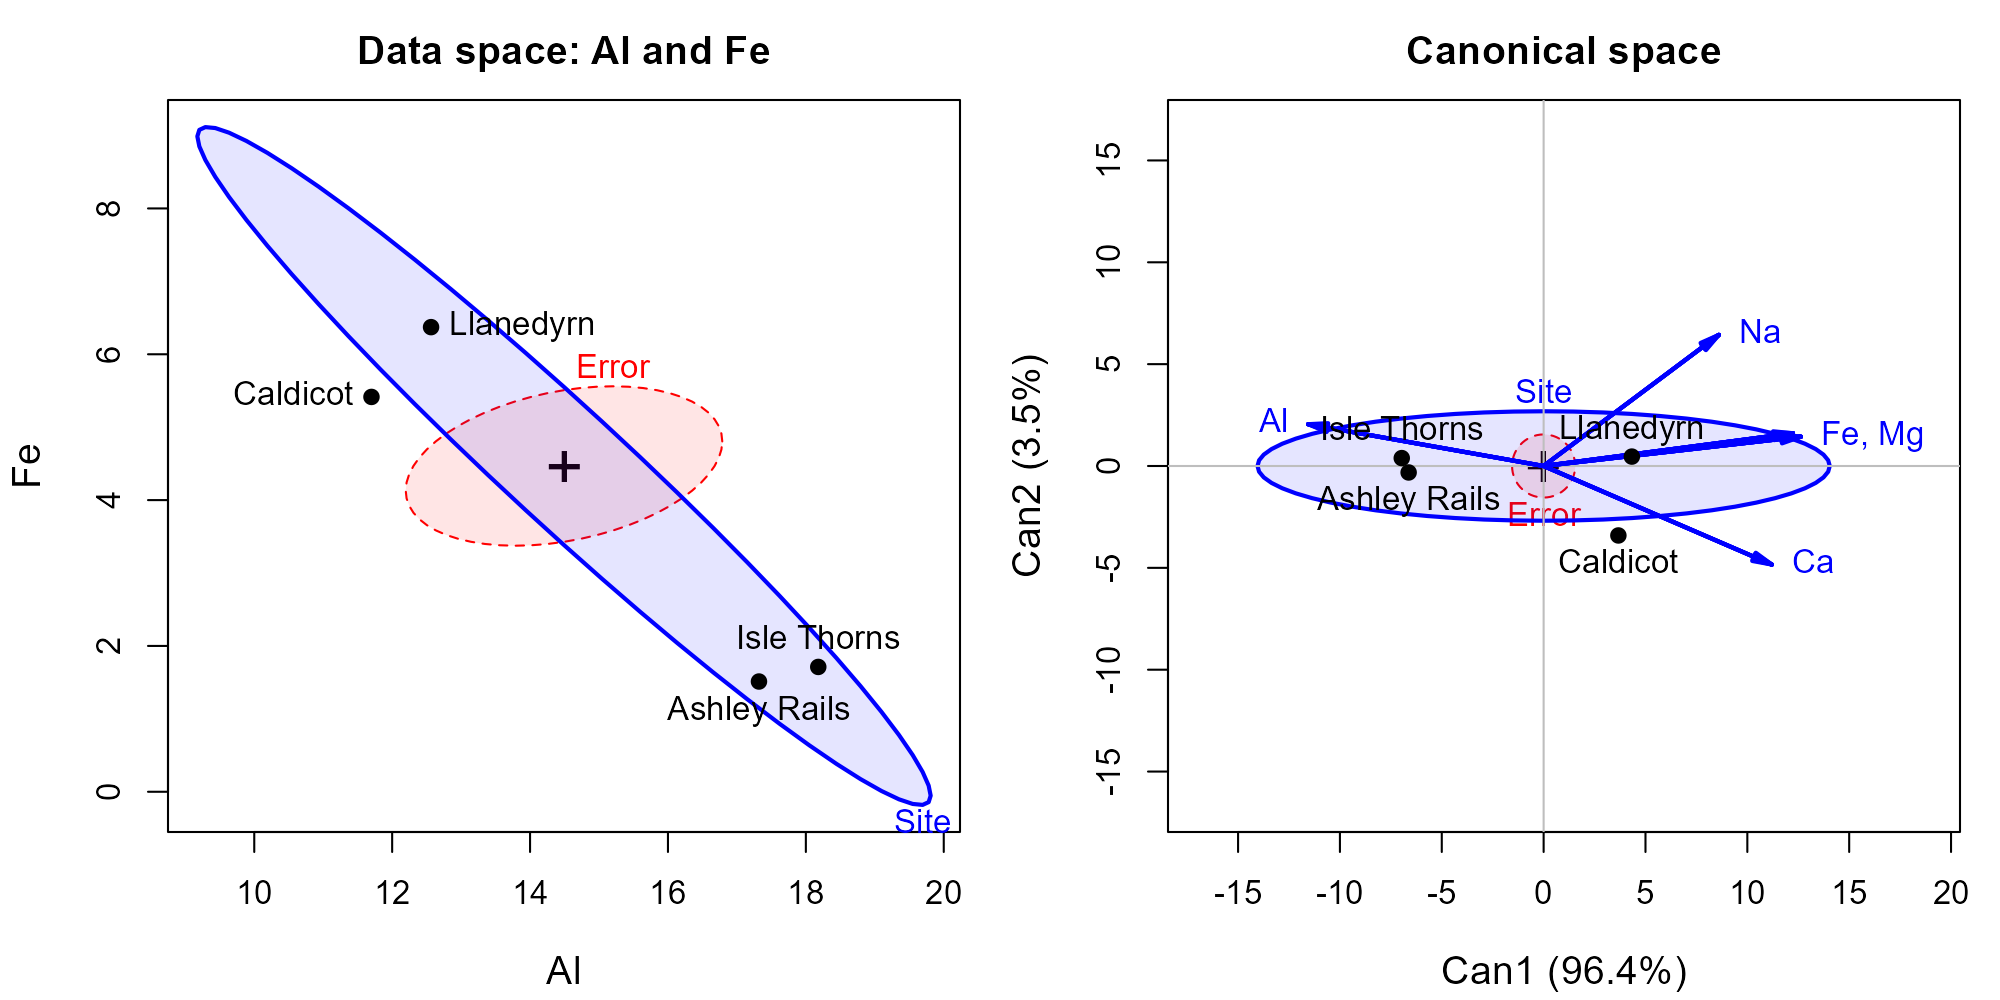 Data space: Al and Fe
Fe
8
6
4
2
0
Llanedyrn
Error
Caldicot
Isle Thorns
Ashley Rails
Site
10 12 14 16 18 20
Al
Canonical space
Can2 (3.5%)
15
10
5
0
-5
-10
-15
Na
Site
Al
Isle Thorns
Llanedyrn
Fe, Mg
Ashley Rails
Error
Caldicot
Ca
-15 -10 -5 0 5 10 15 20
Can1 (96.4%)